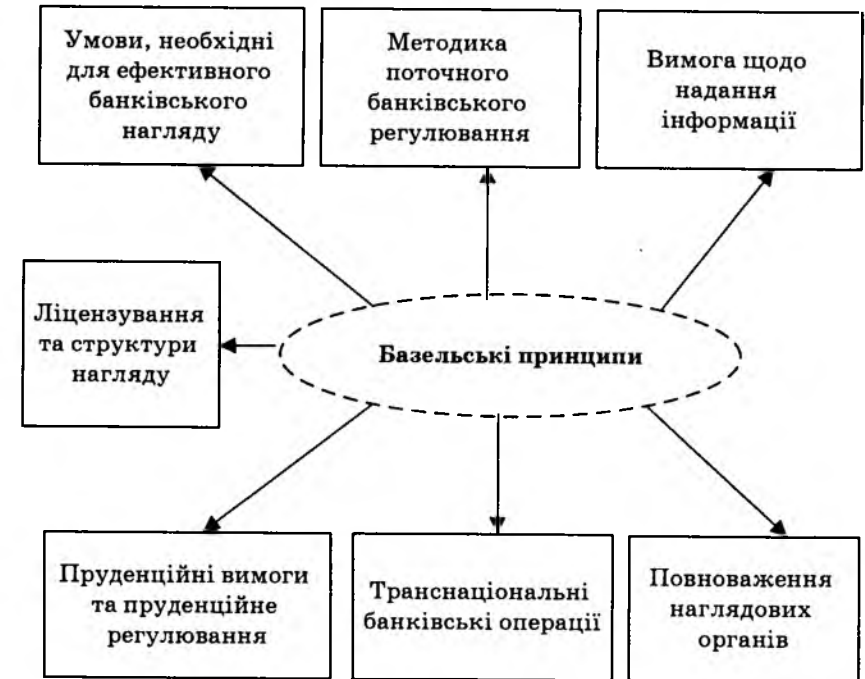 Умови, необхідні
для ефективного
банківського
нагляду
Методика
поточного
банківського
регулювання
Вимога щодо
надання
інформації
Ліцензування
та структури
нагляду
Базельські принципи
Пруденційні вимоги
та пруденційне
регулювання
Транснаціональні
банківські операції
Повноваження
наглядових
органів